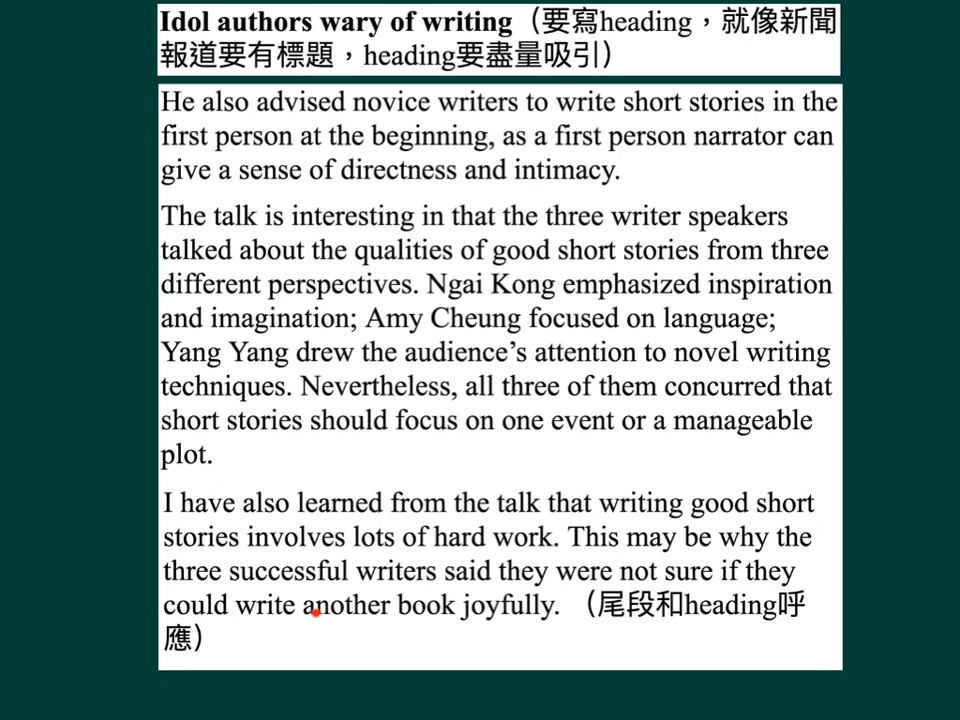 Idol authors wary of writing（要寫heading，就像新聞
報道要有標題，heading要盡量吸引）
He also advised novice writers to write short stories in the
first person at the beginning, as a first person narrator can
give a sense of directness and intimacy.
The talk is interesting in that the three writer speakers
talked about the qualities of good short stories from three
different perspectives. Ngai Kong emphasized inspiration
and imagination; Amy Cheung focused on language;
Yang Yang drew the audience’s attention to novel writing
techniques. Nevertheless, all three of them concurred that
short stories should focus on one event or a manageable
plot.
I have also learned from the talk that writing good short
stories involves lots of hard work. This may be why the
three successful writers said they were not sure if they
could write another book joyfully. （尾段和heading呼
應）